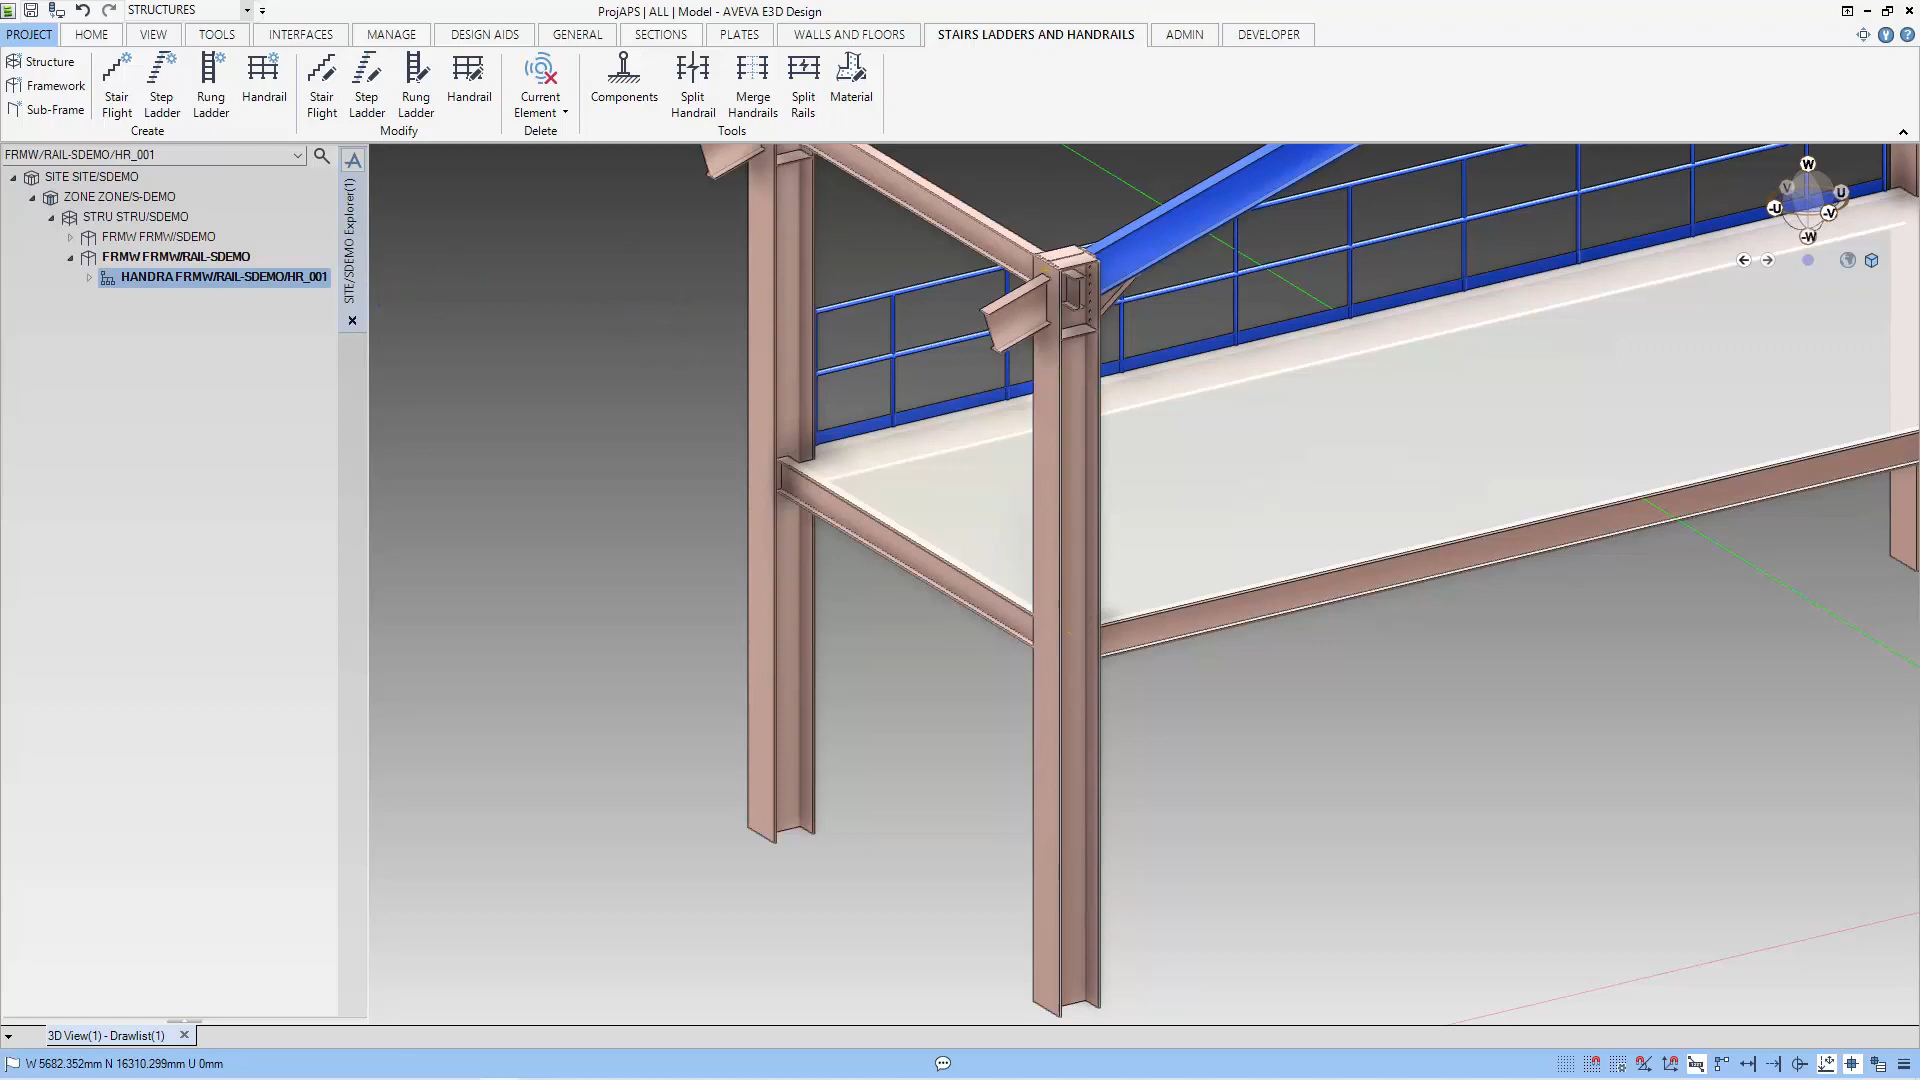 STRUCTURES
ProjAPS | ALL | Model - AVEVA E3D Design
PROJECT HOME VIEW TOOLS INTERFACES MANAGE DESIGN AIDS GENERAL SECTIONS PLATES WALLS AND FLOORS STAIRS LADDERS AND HANDRAILS ADMIN DEVELOPER
Structure
Framework
Sub-Frame
Stair Flight
Step Ladder
Rung Ladder
Handrail
Create
Stair Flight
Step Ladder
Rung Ladder
Handrail
Modify
Current Element
Delete
Components
Split Handrail
Merge Handrails
Split Rails
Material
Tools
FRMW/RAIL-SDEMO/HR_001
SITE SITE/SDEMO
ZONE ZONE/S-DEMO
STRU STRU/SDEMO
FRMW FRMW/SDEMO
FRMW FRMW/RAIL-SDEMO
HANDRA FRMW/RAIL-SDEMO/HR_001
SITE/SDEMO Explorer(1)
W
V
U
-U
-V
-W
3D View(1) - Drawlist(1)
W 5682.352mm N 16310.299mm U 0mm